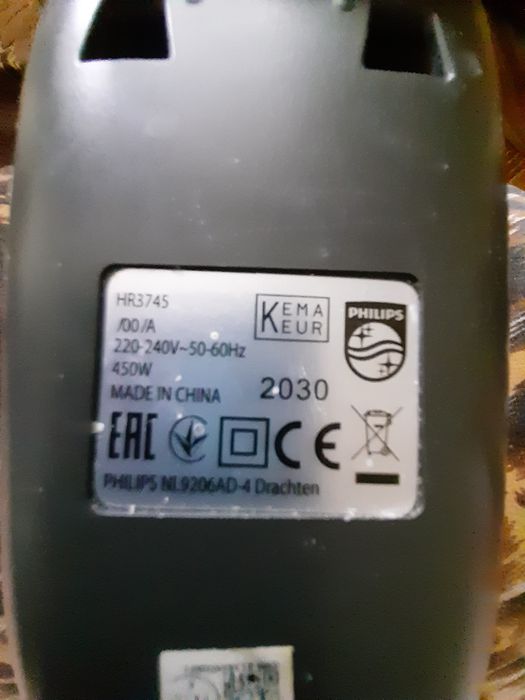 HR3745
/00 /A
220-240V~50-60Hz
450W
MADE IN CHINA
KEMA
EUR
PHILIPS
2030
EAC
CE
PHILIPS NL9206AD-4 Drachten